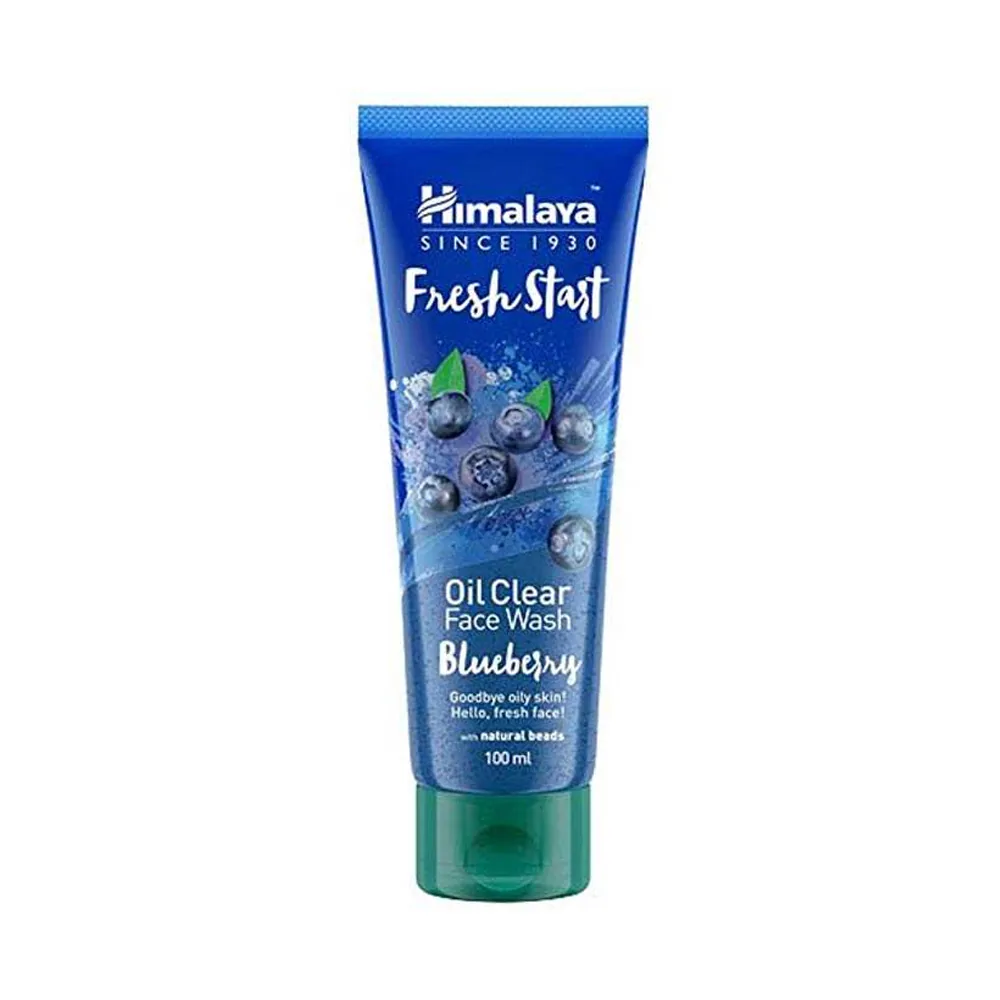 Himalaya™
SINCE 1930
Fresh Start
Oil Clear
Face Wash
Blueberry
Goodbye oily skin!
Hello, fresh face!
with natural beads
100 ml